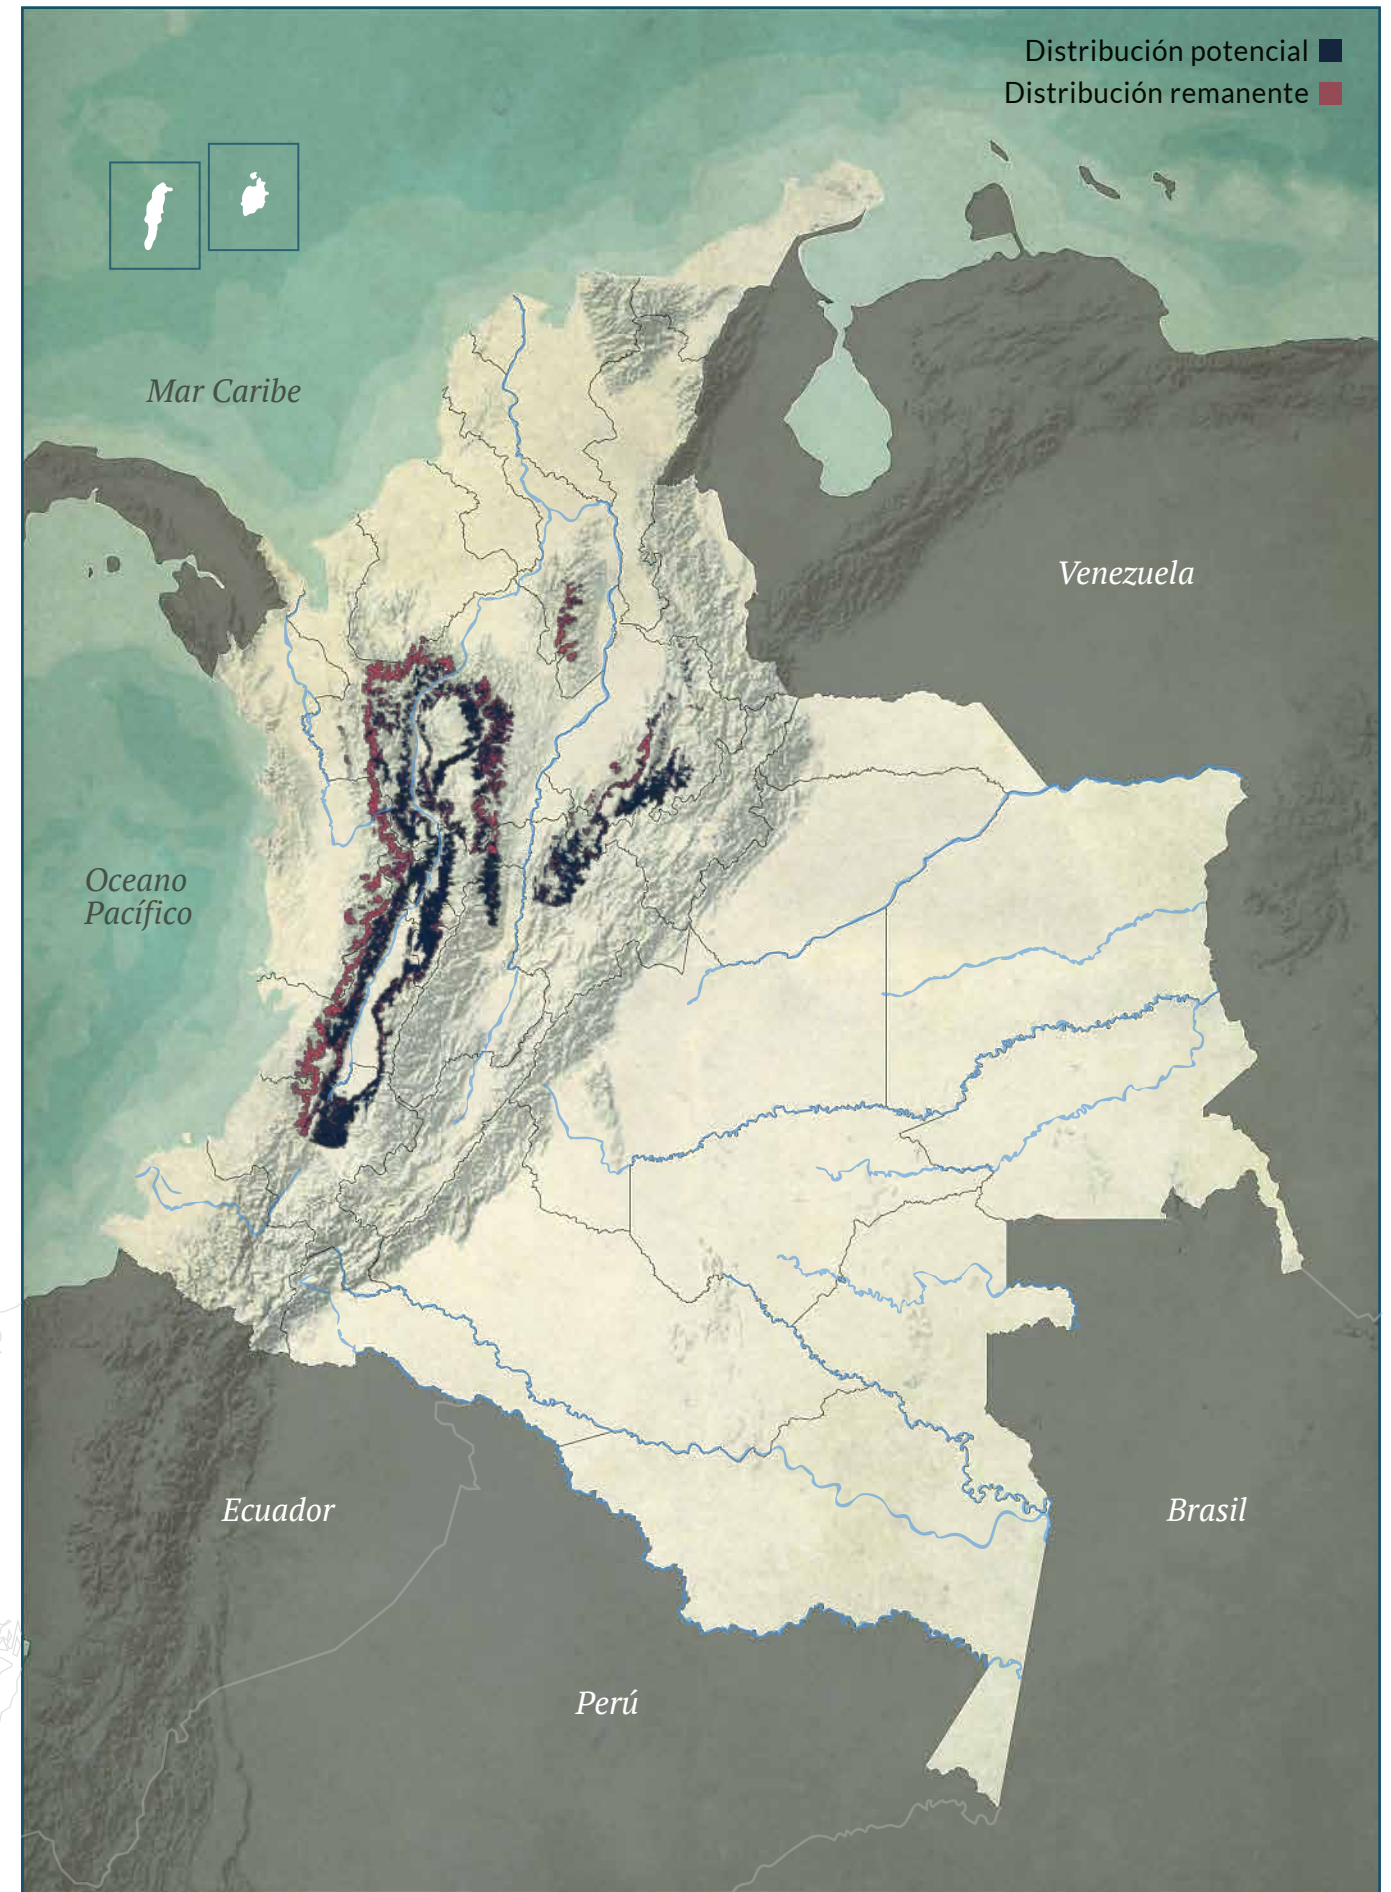 Distribución potencial
Distribución remanente
Mar Caribe
Venezuela
Oceano
Pacífico
Ecuador
Brasil
Perú